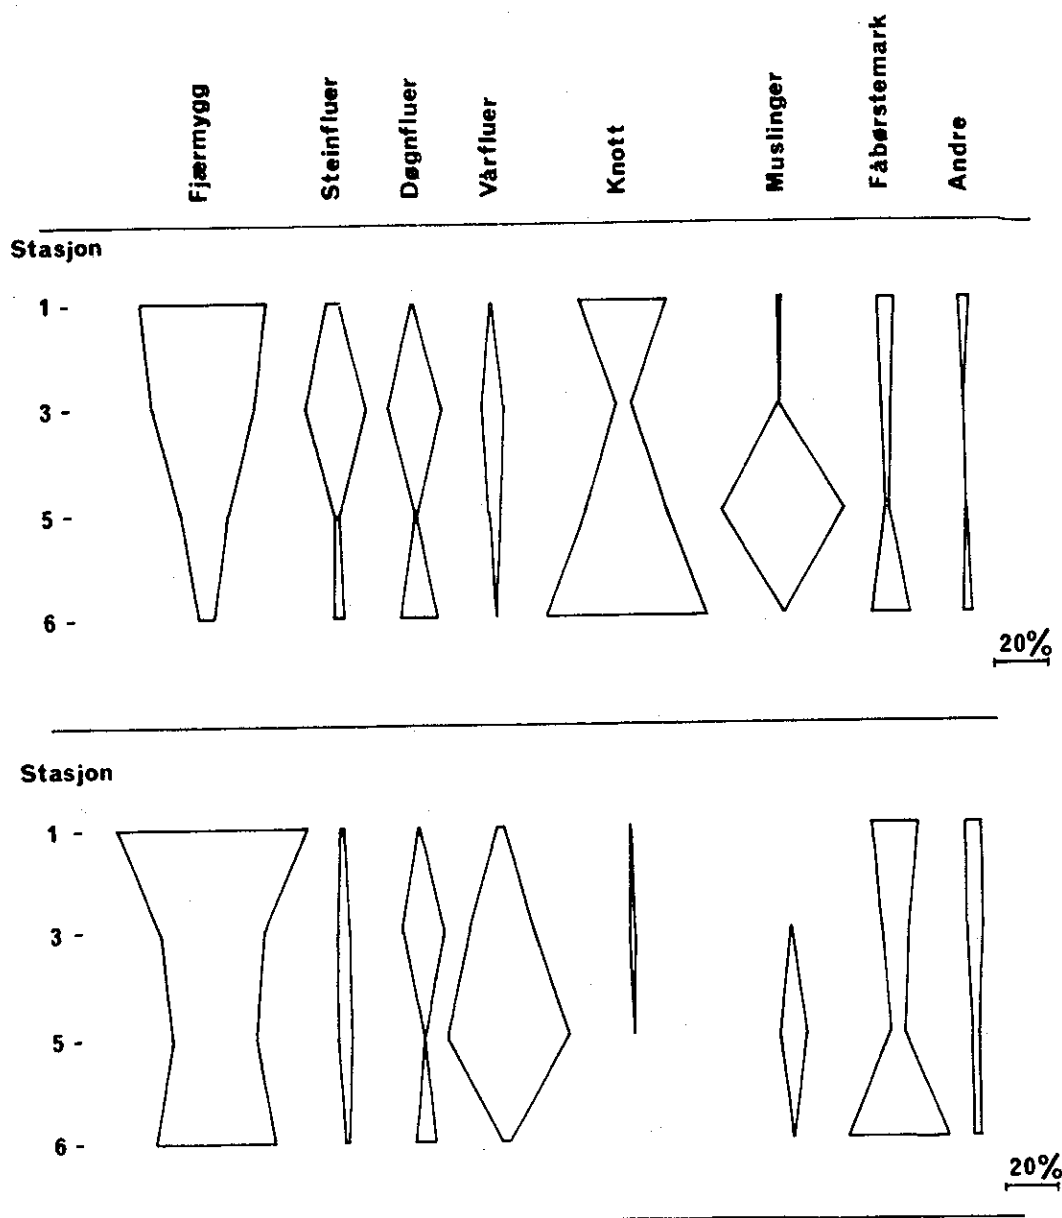 Fjærmygg
Steinfluer
Døgnfluer
Vårfluer
Knott
Muslinger
Fåbørstemark
Andre
Stasjon
1 -
3 -
5 -
6 -
20%
Stasjon
1 -
3 -
5 -
6 -
20%